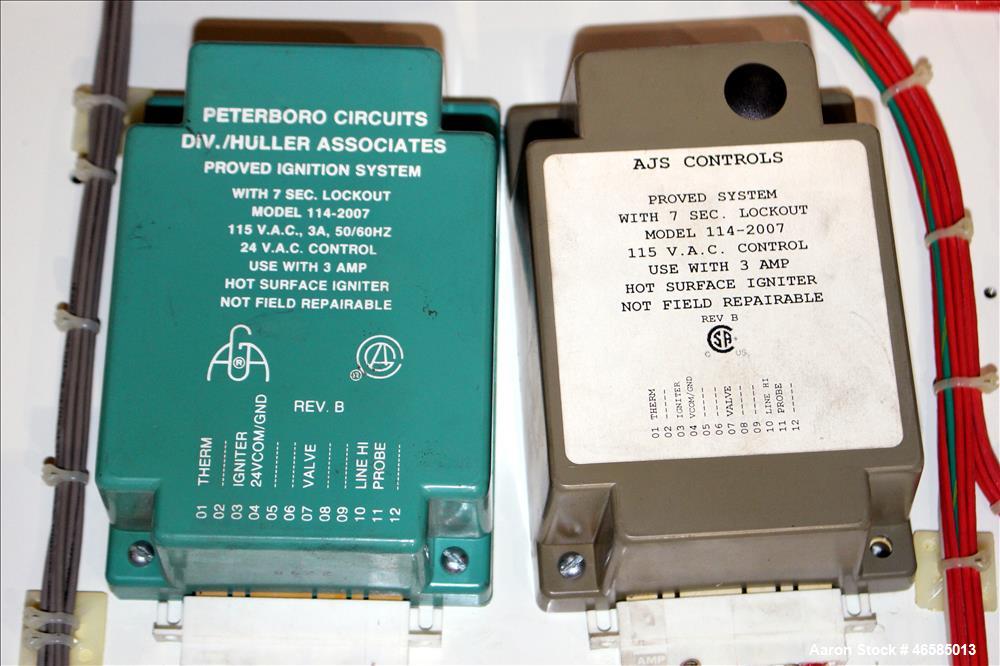 PETERBORO CIRCUITS
DIV./HULLER ASSOCIATES
PROVED IGNITION SYSTEM
WITH 7 SEC. LOCKOUT
MODEL 114-2007
115 V.A.C., 3A, 50/60HZ
24 V.A.C. CONTROL
USE WITH 3 AMP
HOT SURFACE IGNITER
NOT FIELD REPAIRABLE
AGA
®
REV. B
01 THERM
02 --------
03 IGNITER
04 24VCOM/GND
05 --------
06 --------
07 VALVE
08 --------
09 --------
10 LINE HI
11 PROBE
12 --------
AJS CONTROLS
PROVED SYSTEM
WITH 7 SEC. LOCKOUT
MODEL 114-2007
115 V.A.C. CONTROL
USE WITH 3 AMP
HOT SURFACE IGNITER
NOT FIELD REPAIRABLE
REV B
CSA
C US
01 THERM
02 -----
03 IGNITER
04 VCOM/GND
05 -----
06 -----
07 VALVE
08 -----
09 -----
10 LINE HI
11 PROBE
12 -----
AMP
Aaron Stock # 46585013